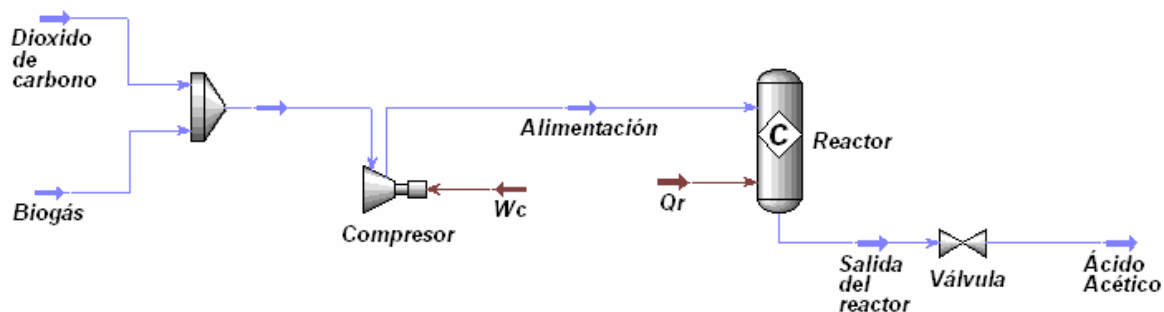 Dioxido
de
carbono
Biogás
Compresor
Wc
Alimentación
Qr
C
Reactor
Salida
del
reactor
Válvula
Ácido
Acético